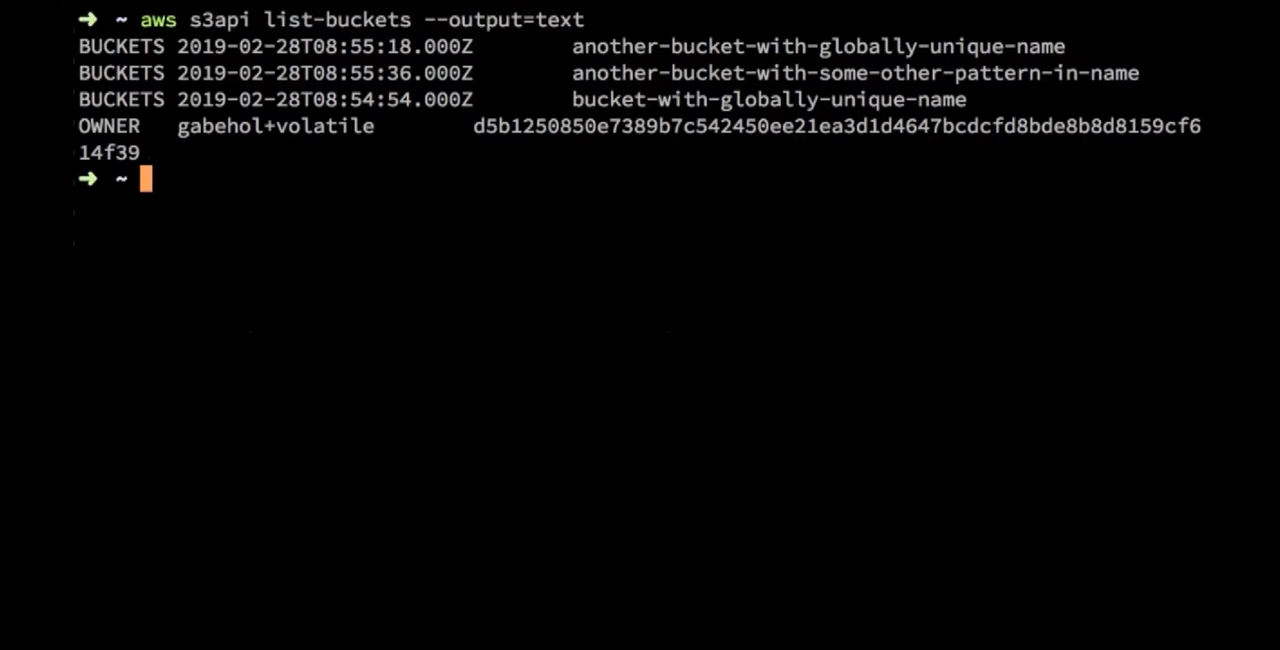 ➜ ~ aws s3api list-buckets --output=text
BUCKETS 2019-02-28T08:55:18.000Z another-bucket-with-globally-unique-name
BUCKETS 2019-02-28T08:55:36.000Z another-bucket-with-some-other-pattern-in-name
BUCKETS 2019-02-28T08:54:54.000Z bucket-with-globally-unique-name
OWNER gabehol+volatile d5b1250850e7389b7c542450ee21ea3d1d4647bcdcfd8bde8b8d8159cf6
14f39
➜ ~